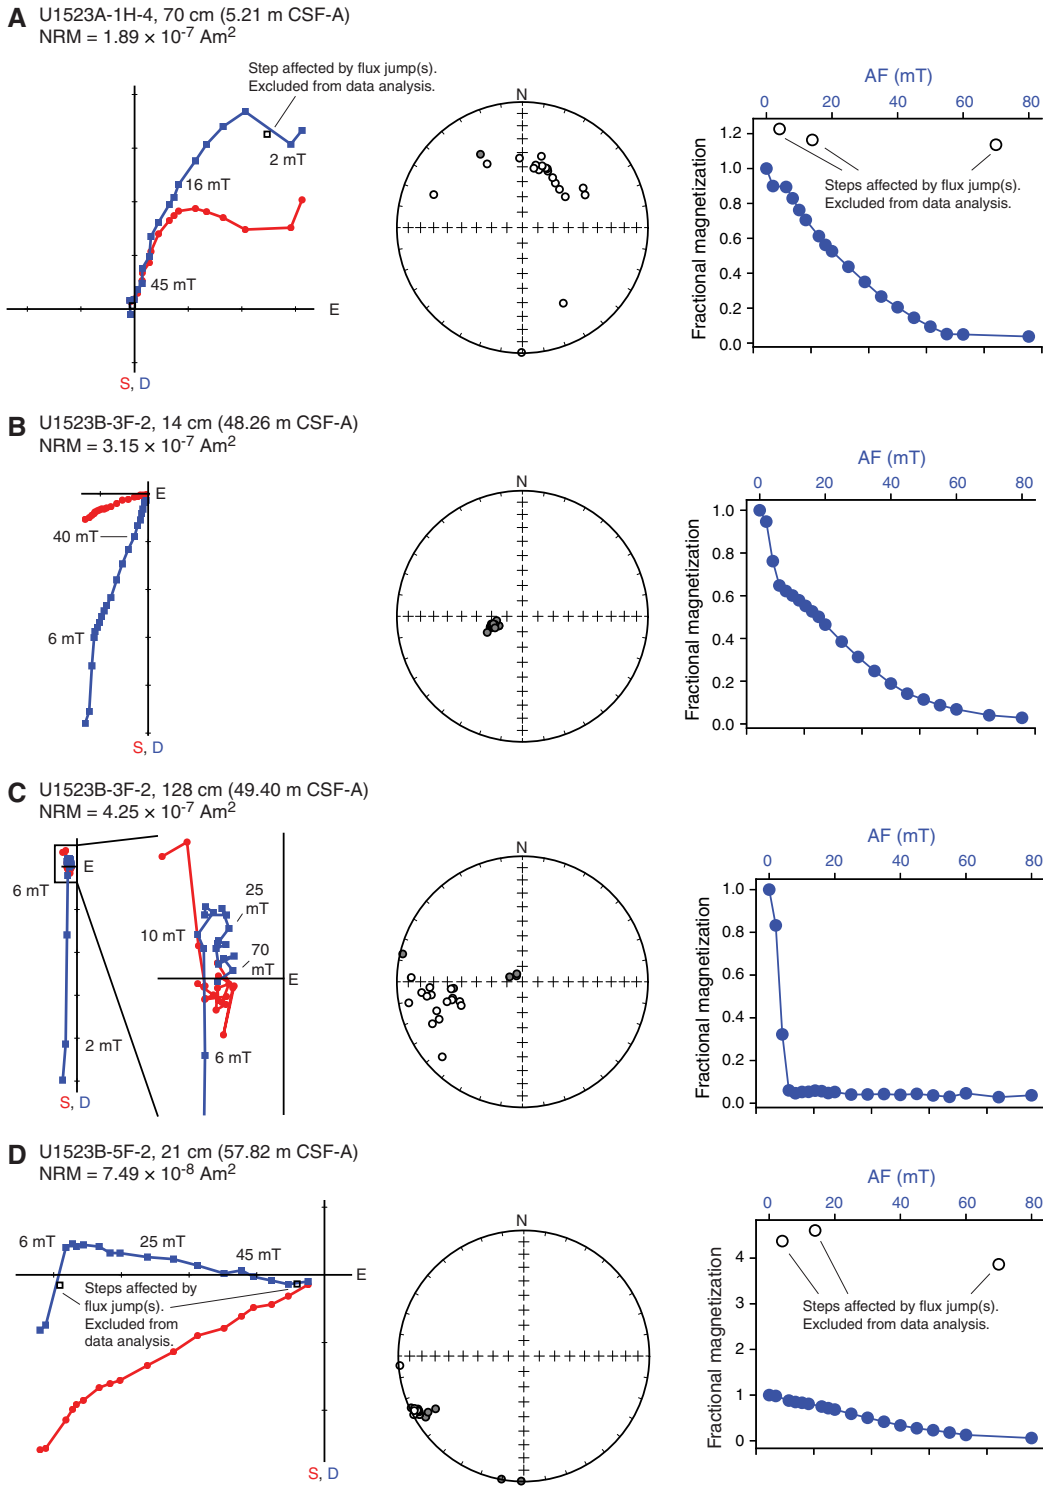 A U1523A-1H-4, 70 cm (5.21 m CSF-A)
NRM = 1.89 × 10⁻⁷ Am²
Step affected by flux jump(s).
Excluded from data analysis.
2 mT
16 mT
45 mT
E
S, D
N
AF (mT)
0 20 40 60 80
Fractional magnetization
1.2
1.0
0.8
0.6
0.4
0.2
0.0
Steps affected by flux jump(s).
Excluded from data analysis.
B U1523B-3F-2, 14 cm (48.26 m CSF-A)
NRM = 3.15 × 10⁻⁷ Am²
E
40 mT
6 mT
S, D
N
AF (mT)
0 20 40 60 80
Fractional magnetization
1.0
0.8
0.6
0.4
0.2
0.0
C U1523B-3F-2, 128 cm (49.40 m CSF-A)
NRM = 4.25 × 10⁻⁷ Am²
E
6 mT
2 mT
S, D
25
mT
10 mT
70
mT
E
6 mT
N
AF (mT)
0 20 40 60 80
Fractional magnetization
1.0
0.8
0.6
0.4
0.2
0.0
D U1523B-5F-2, 21 cm (57.82 m CSF-A)
NRM = 7.49 × 10⁻⁸ Am²
6 mT
25 mT
45 mT
E
Steps affected by
flux jump(s).
Excluded from
data analysis.
S, D
N
AF (mT)
0 20 40 60 80
Fractional magnetization
4
3
2
1
0
Steps affected by flux jump(s).
Excluded from data analysis.